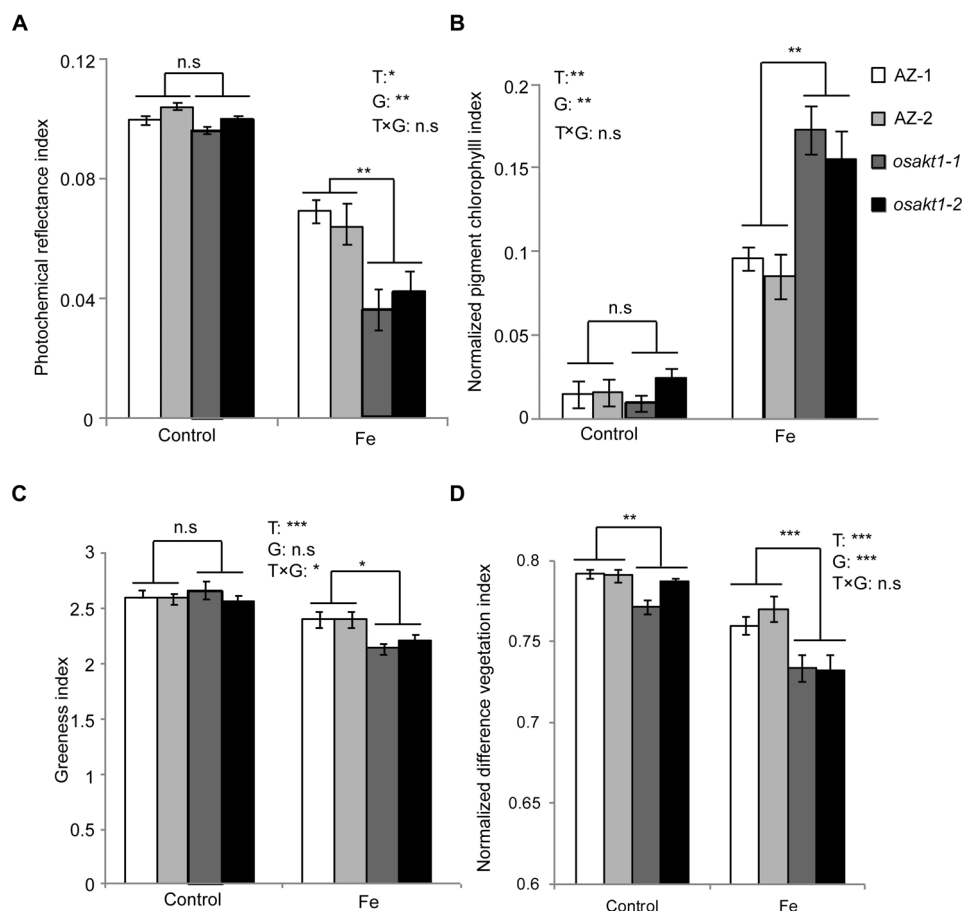 A
Photochemical reflectance index
0.12
0.08
0.04
0
n.s
**
T:*
G: **
T×G: n.s
Control
Fe
B
Normalized pigment chlorophylll index
0.2
0.15
0.1
0.05
0
T:**
G: **
T×G: n.s
n.s
**
Control
Fe
AZ-1
AZ-2
osakt1-1
osakt1-2
C
Greeness index
3
2.5
2
1.5
1
0.5
0
n.s
T: ***
G: n.s
T×G: *
*
Control
Fe
D
Normalized difference vegetation index
0.8
0.75
0.7
0.65
0.6
**
***
T: ***
G: ***
T×G: n.s
Control
Fe